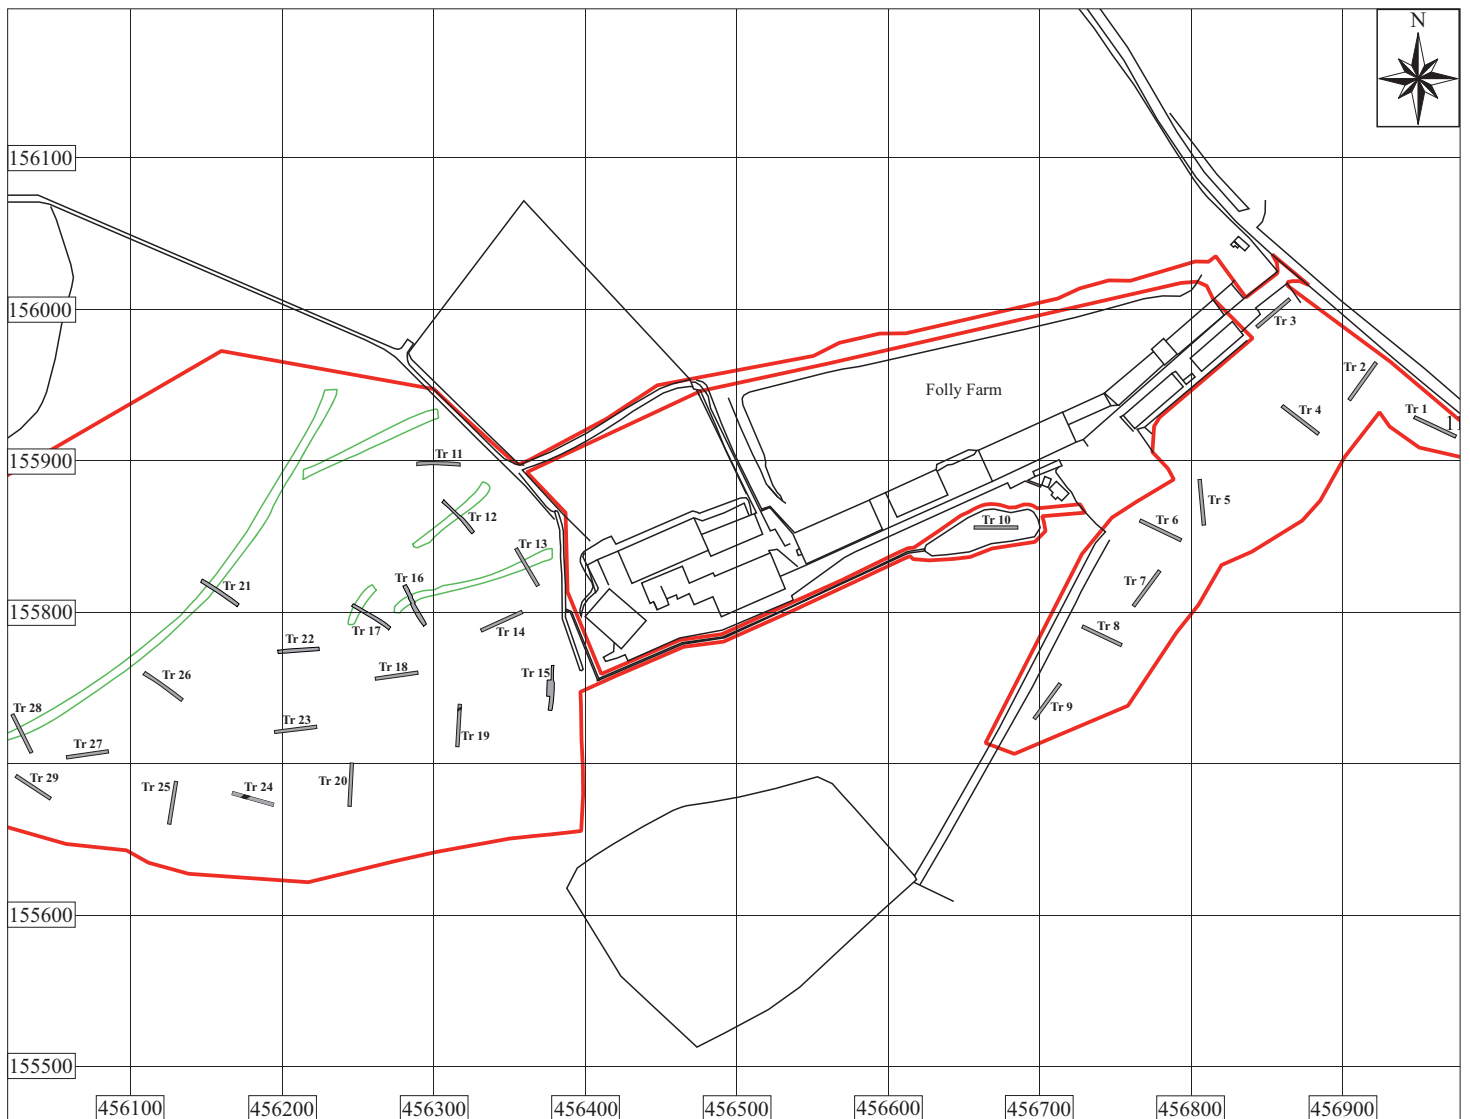 N
156100
156000
Tr 3
Tr 2
Folly Farm
Tr 4
Tr 1
11
155900
Tr 11
Tr 5
Tr 12
Tr 10
Tr 6
Tr 13
Tr 16
Tr 21
Tr 7
155800
Tr 17
Tr 14
Tr 8
Tr 22
Tr 18
Tr 15
Tr 26
Tr 9
Tr 28
Tr 23
Tr 19
Tr 27
Tr 29
Tr 25
Tr 24
Tr 20
155600
155500
456100
456200
456300
456400
456500
456600
456700
456800
456900